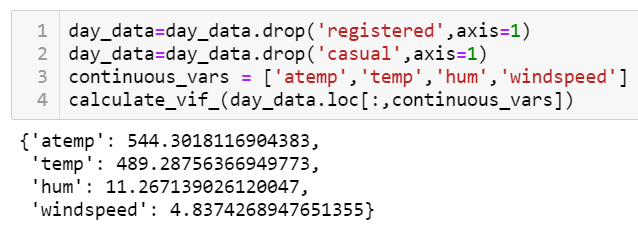 1 day_data=day_data.drop('registered',axis=1)
2 day_data=day_data.drop('casual',axis=1)
3 continuous_vars = ['atemp','temp','hum','windspeed']
4 calculate_vif_(day_data.loc[:,continuous_vars])
{'atemp': 544.3018116904383,
 'temp': 489.28756366949773,
 'hum': 11.267139026120047,
 'windspeed': 4.8374268947651355}